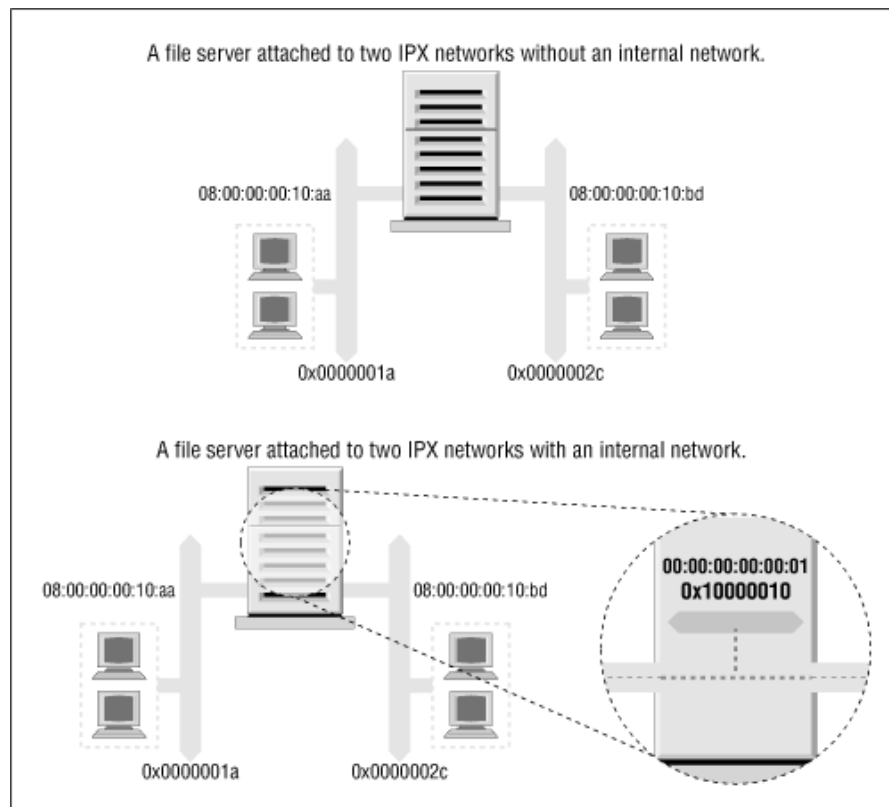 A file server attached to two IPX networks without an internal network.
08:00:00:00:10:aa
08:00:00:00:10:bd
0x0000001a
0x0000002c
A file server attached to two IPX networks with an internal network.
00:00:00:00:00:01
0x10000010
08:00:00:00:10:aa
08:00:00:00:10:bd
0x0000001a
0x0000002c